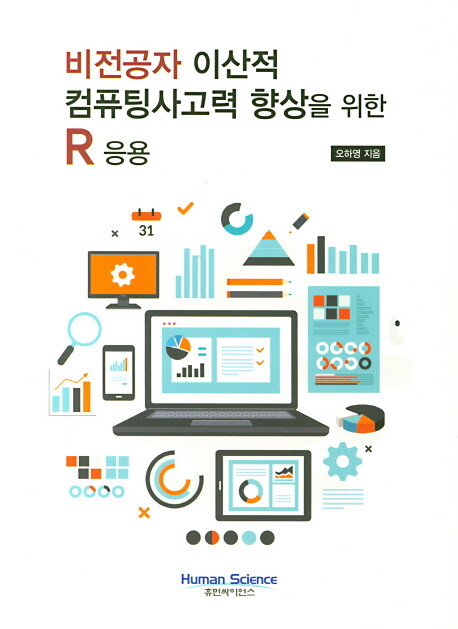 비전공자 이산적
컴퓨팅사고력 향상을 위한
R 응용
오하영 지음
31
Human Science
휴먼싸이언스